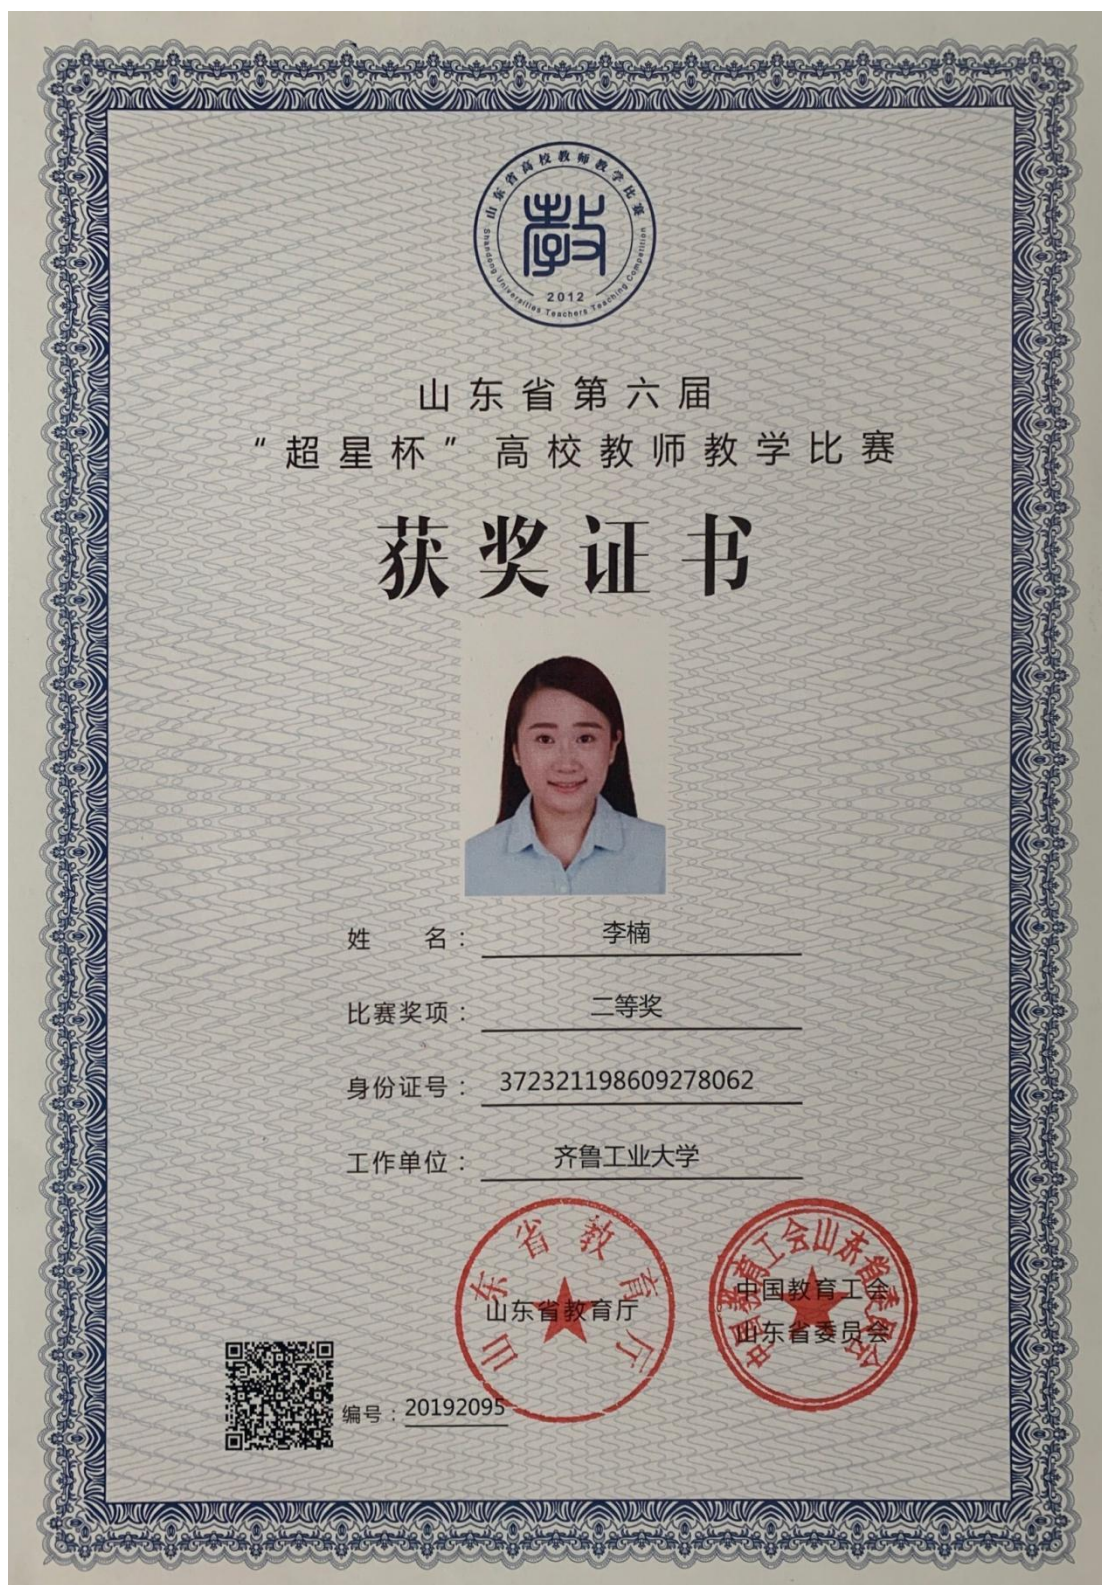 山东省高校教师教学比赛
教
2012
Shandong Universities Teachers Teaching Competition
山东省第六届
“超星杯”高校教师教学比赛
获奖证书
姓 名： 李楠
比赛奖项： 二等奖
身份证号： 372321198609278062
工作单位： 齐鲁工业大学
山东省教育厅
山东省教育厅
中国教育工会山东省委员会
中国教育工会
山东省委员会
编号：20192095